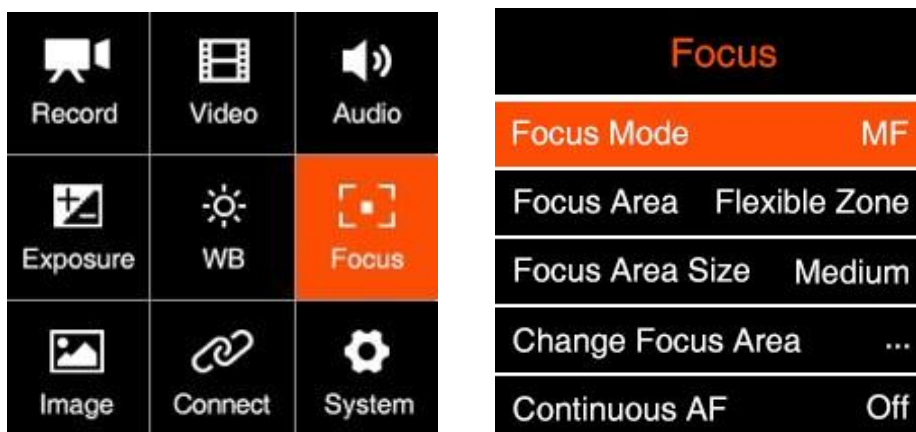 Record
Video
Audio
Exposure
WB
Focus
Image
Connect
System
Focus
Focus Mode MF
Focus Area Flexible Zone
Focus Area Size Medium
Change Focus Area ...
Continuous AF Off